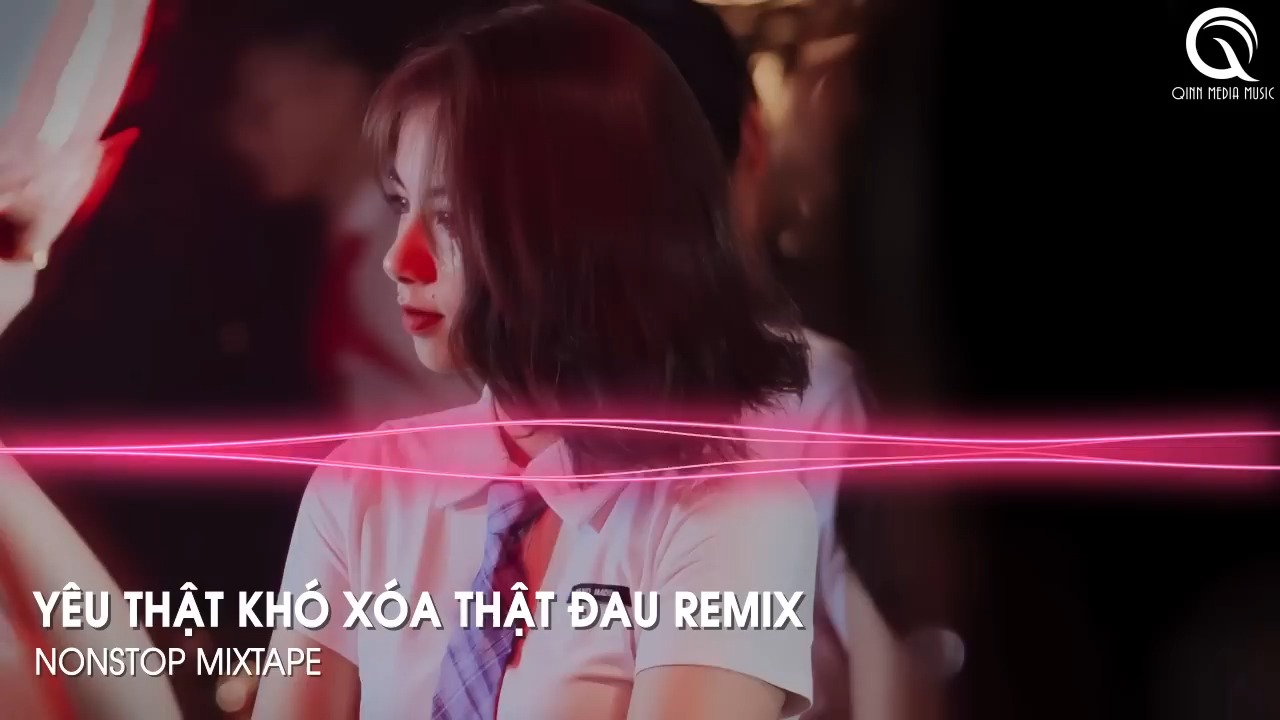 QINN MEDIA MUSIC
YÊU THẬT KHÓ XÓA THẬT ĐAU REMIX
NONSTOP MIXTAPE